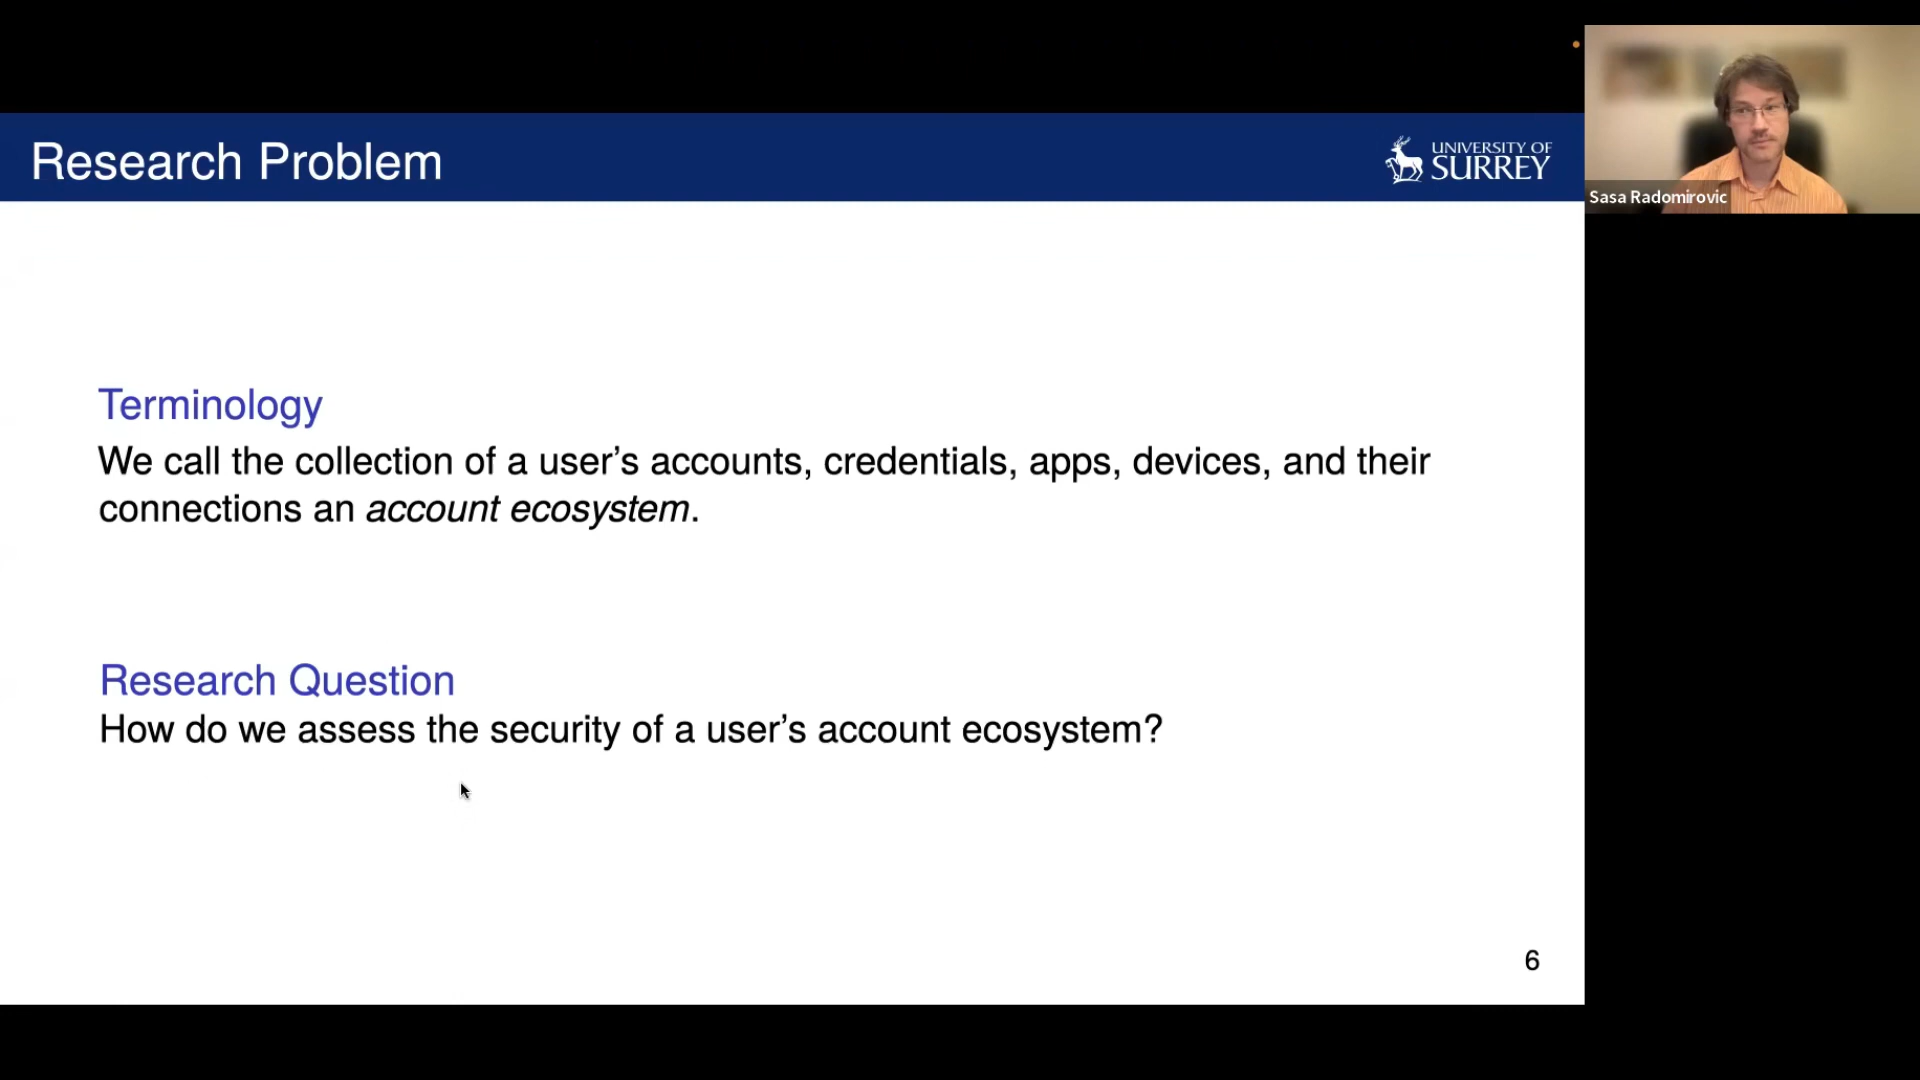 Research Problem
UNIVERSITY OF
SURREY
Sasa Radomirovic
Terminology
We call the collection of a user’s accounts, credentials, apps, devices, and their
connections an account ecosystem.
Research Question
How do we assess the security of a user’s account ecosystem?
6